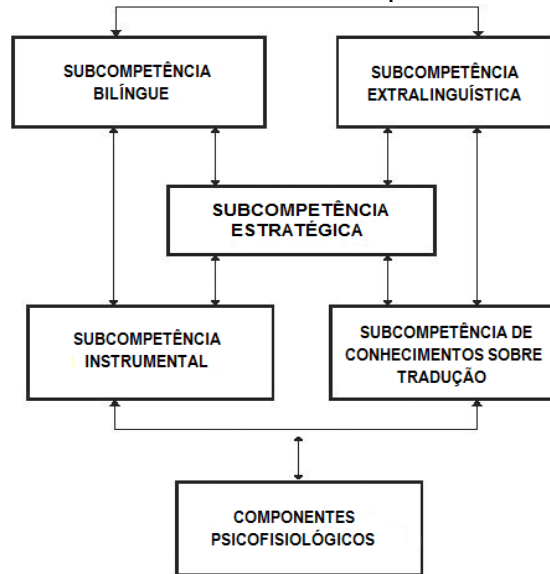 SUBCOMPETÊNCIA
BILÍNGUE
SUBCOMPETÊNCIA
EXTRALINGUÍSTICA
SUBCOMPETÊNCIA
ESTRATÉGICA
SUBCOMPETÊNCIA
INSTRUMENTAL
SUBCOMPETÊNCIA DE
CONHECIMENTOS SOBRE
TRADUÇÃO
COMPONENTES
PSICOFISIOLÓGICOS